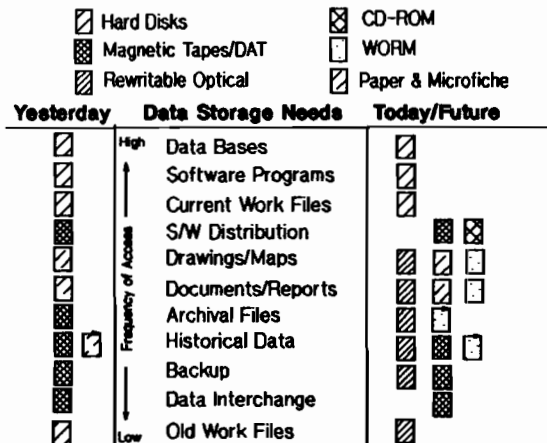 Hard Disks CD-ROM
Magnetic Tapes/DAT WORM
Rewritable Optical Paper & Microfiche
Yesterday Data Storage Needs Today/Future
High Data Bases
Software Programs
Current Work Files
S/W Distribution
Drawings/Maps
Documents/Reports
Archival Files
Historical Data
Backup
Data Interchange
Low Old Work Files
Frequency of Access